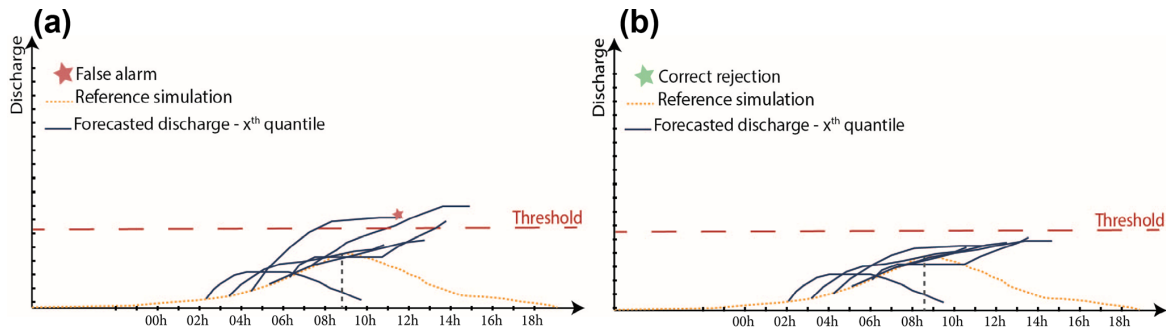 (a)
Discharge
False alarm
Reference simulation
Forecasted discharge - xth quantile
Threshold
00h 02h 04h 06h 08h 10h 12h 14h 16h 18h
(b)
Discharge
Correct rejection
Reference simulation
Forecasted discharge - xth quantile
Threshold
00h 02h 04h 06h 08h 10h 12h 14h 16h 18h